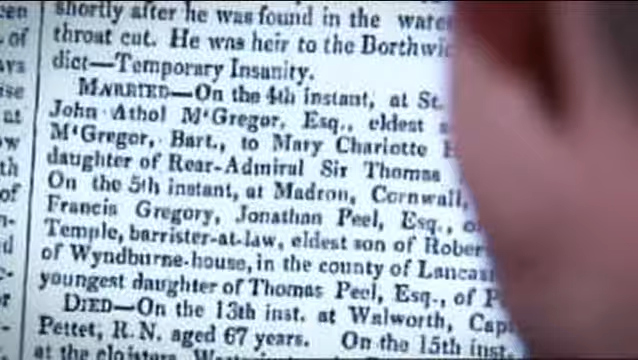 shortly after he was found in the wate
throat cut. He was heir to the Borthwic
dict—Temporary Insanity.
MARRIED—On the 4th instant, at St.
John Athol M'Gregor, Esq., eldest s
M'Gregor, Bart., to Mary Charlotte H
daughter of Rear-Admiral Sir Thomas
On the 5th instant, at Madron, Cornwall,
Francis Gregory, Jonathan Peel, Esq., o
Temple, barrister-at-law, eldest son of Rober
of Wyndburne-house, in the county of Lancas
youngest daughter of Thomas Peel, Esq., of P
DIED—On the 13th inst. at Walworth, Cap
Pettet, R.N. aged 67 years. On the 15th inst.
at the cloisters,